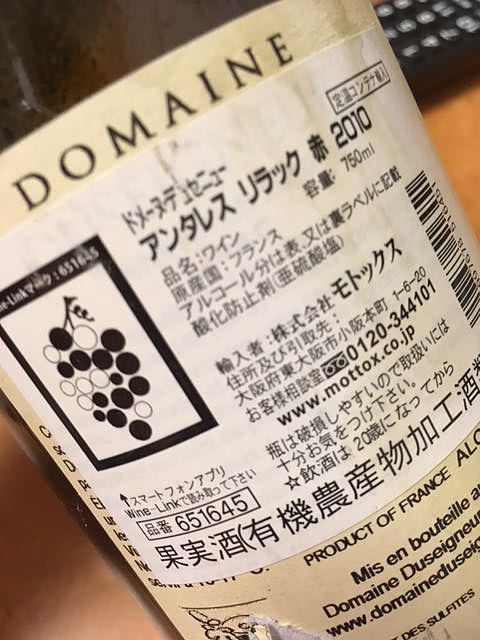 DOMAINE
定温コンテナ輸入
ドメーヌ・デュセニュー
アンタレス リラック 赤 2010
容量: 750ml
品名:ワイン
原産国:フランス
アルコール分は表、又は裏ラベルに記載
酸化防止剤(亜硫酸塩)
Wine-Linkマーク:651645
輸入者:株式会社 モトックス
住所及び引取先:
大阪府東大阪市小阪本町 1-6-20
お客様相談室 0120-344101
www.mottox.co.jp
瓶は破損しやすいので取扱いには
十分お気をつけ下さい。
☆飲酒は20歳になってから
↑スマートフォンアプリ
Wine-Linkで読み取って下さい
品番 651645
果実酒(有機農産物加工酒
PRODUCT OF FRANCE
Mis en bouteille
Domaine Duseigneur
www.domaineduseig
DES SULFITES